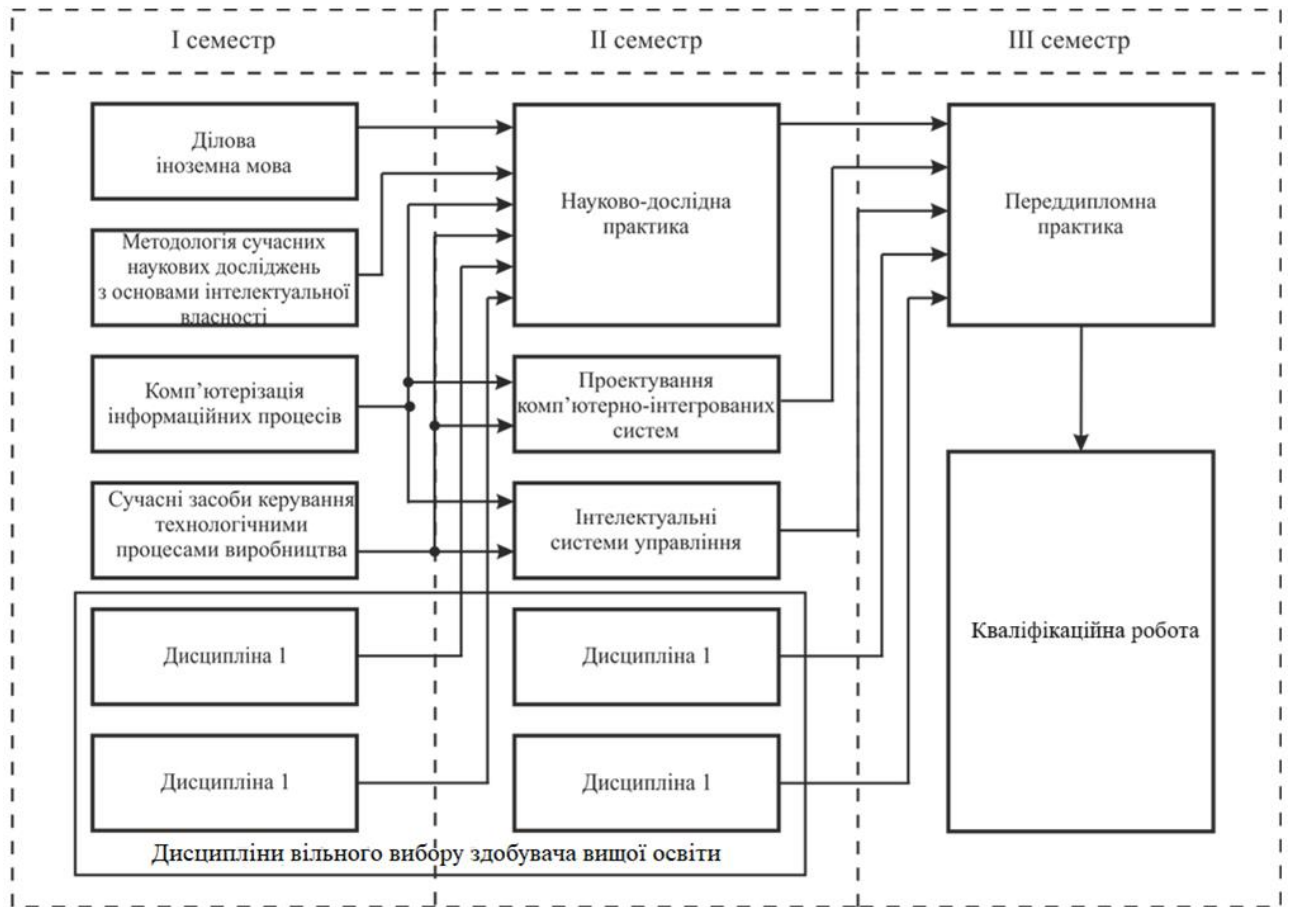 I семестр
II семестр
III семестр
Ділова
іноземна мова
Методологія сучасних
наукових досліджень
з основами інтелектуальної
власності
Комп’ютерізація
інформаційних процесів
Сучасні засоби керування
технологічними
процесами виробництва
Дисципліна 1
Дисципліна 1
Науково-дослідна
практика
Проектування
комп’ютерно-інтегрованих
систем
Інтелектуальні
системи управління
Дисципліна 1
Дисципліна 1
Дисципліни вільного вибору здобувача вищої освіти
Переддипломна
практика
Кваліфікаційна робота